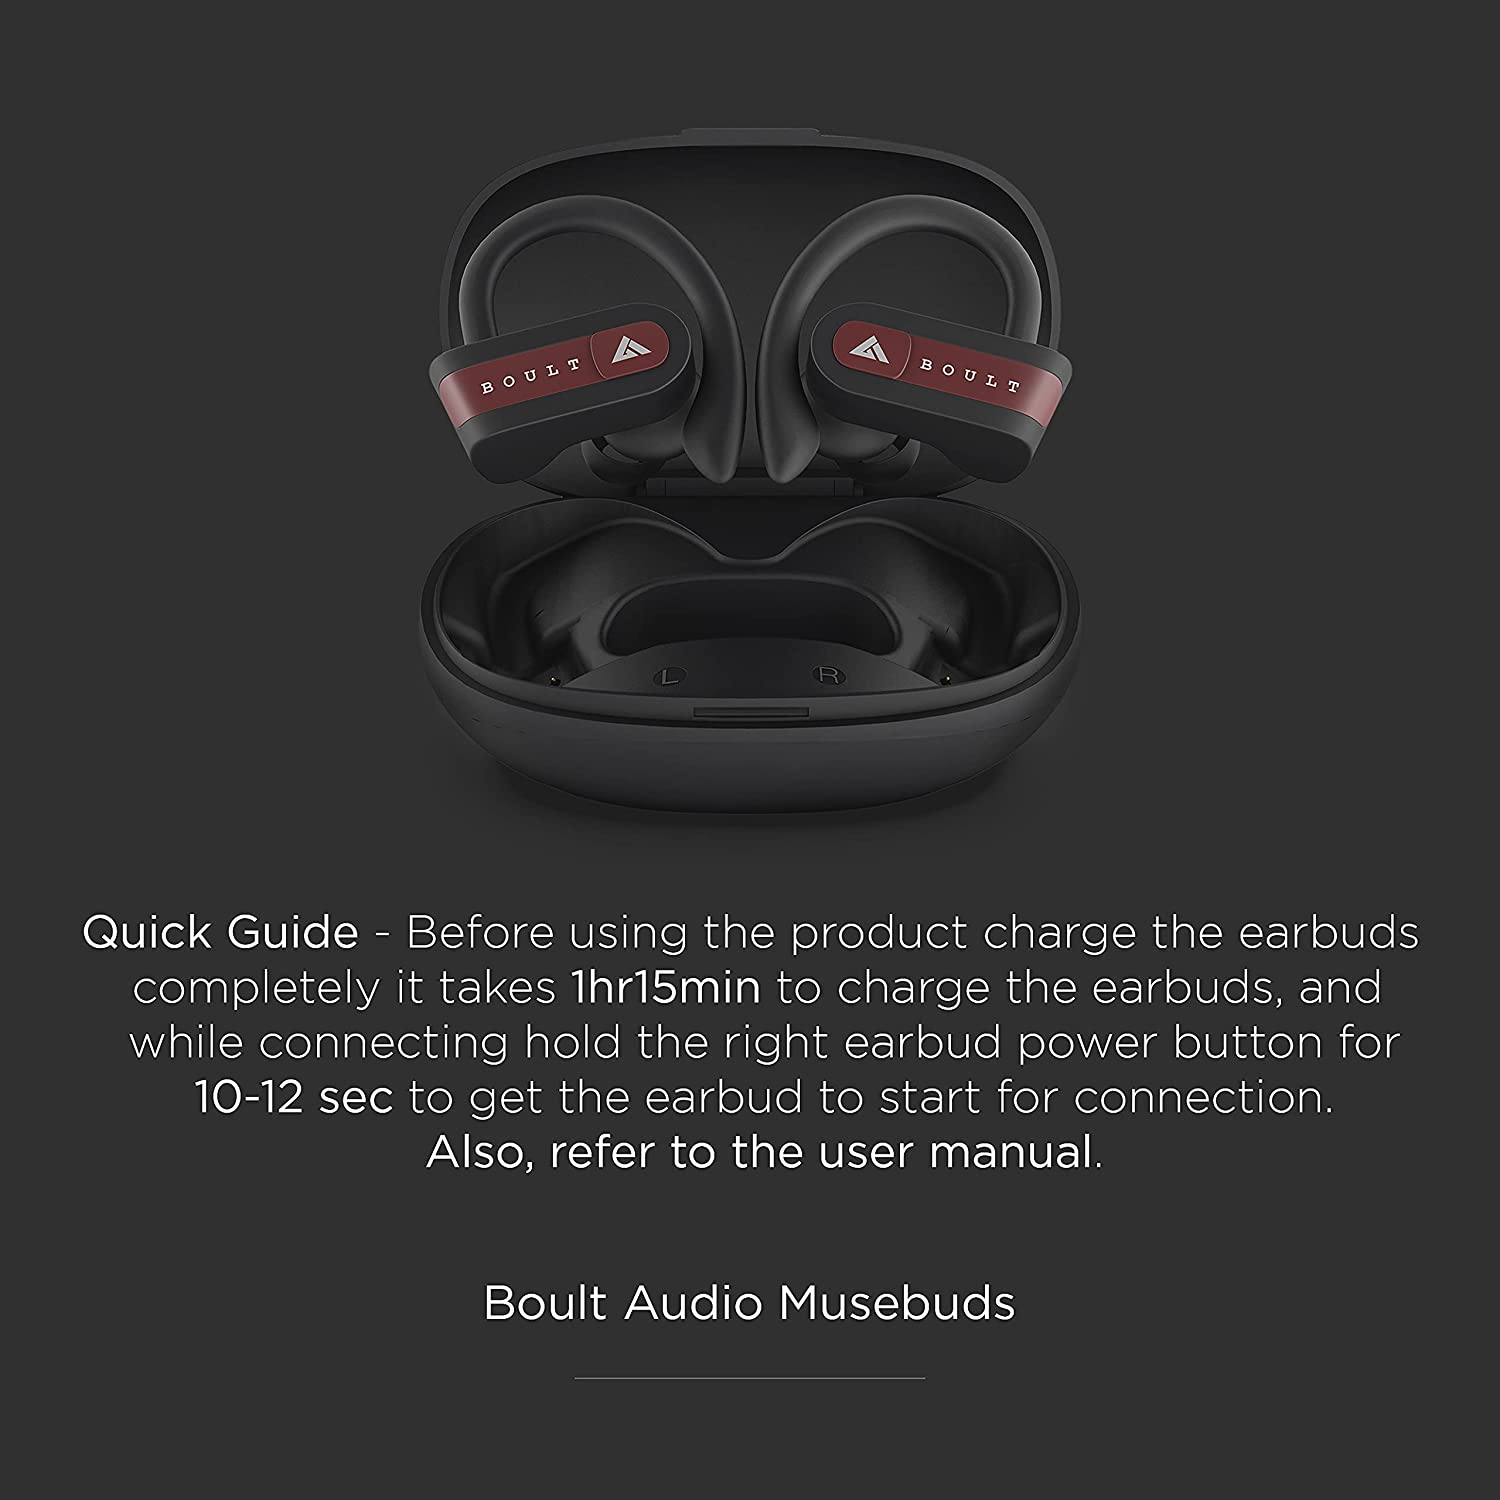 BOULT
BOULT
L
R
Quick Guide - Before using the product charge the earbuds
completely it takes 1hr15min to charge the earbuds, and
while connecting hold the right earbud power button for
10-12 sec to get the earbud to start for connection.
Also, refer to the user manual.
Boult Audio Musebuds